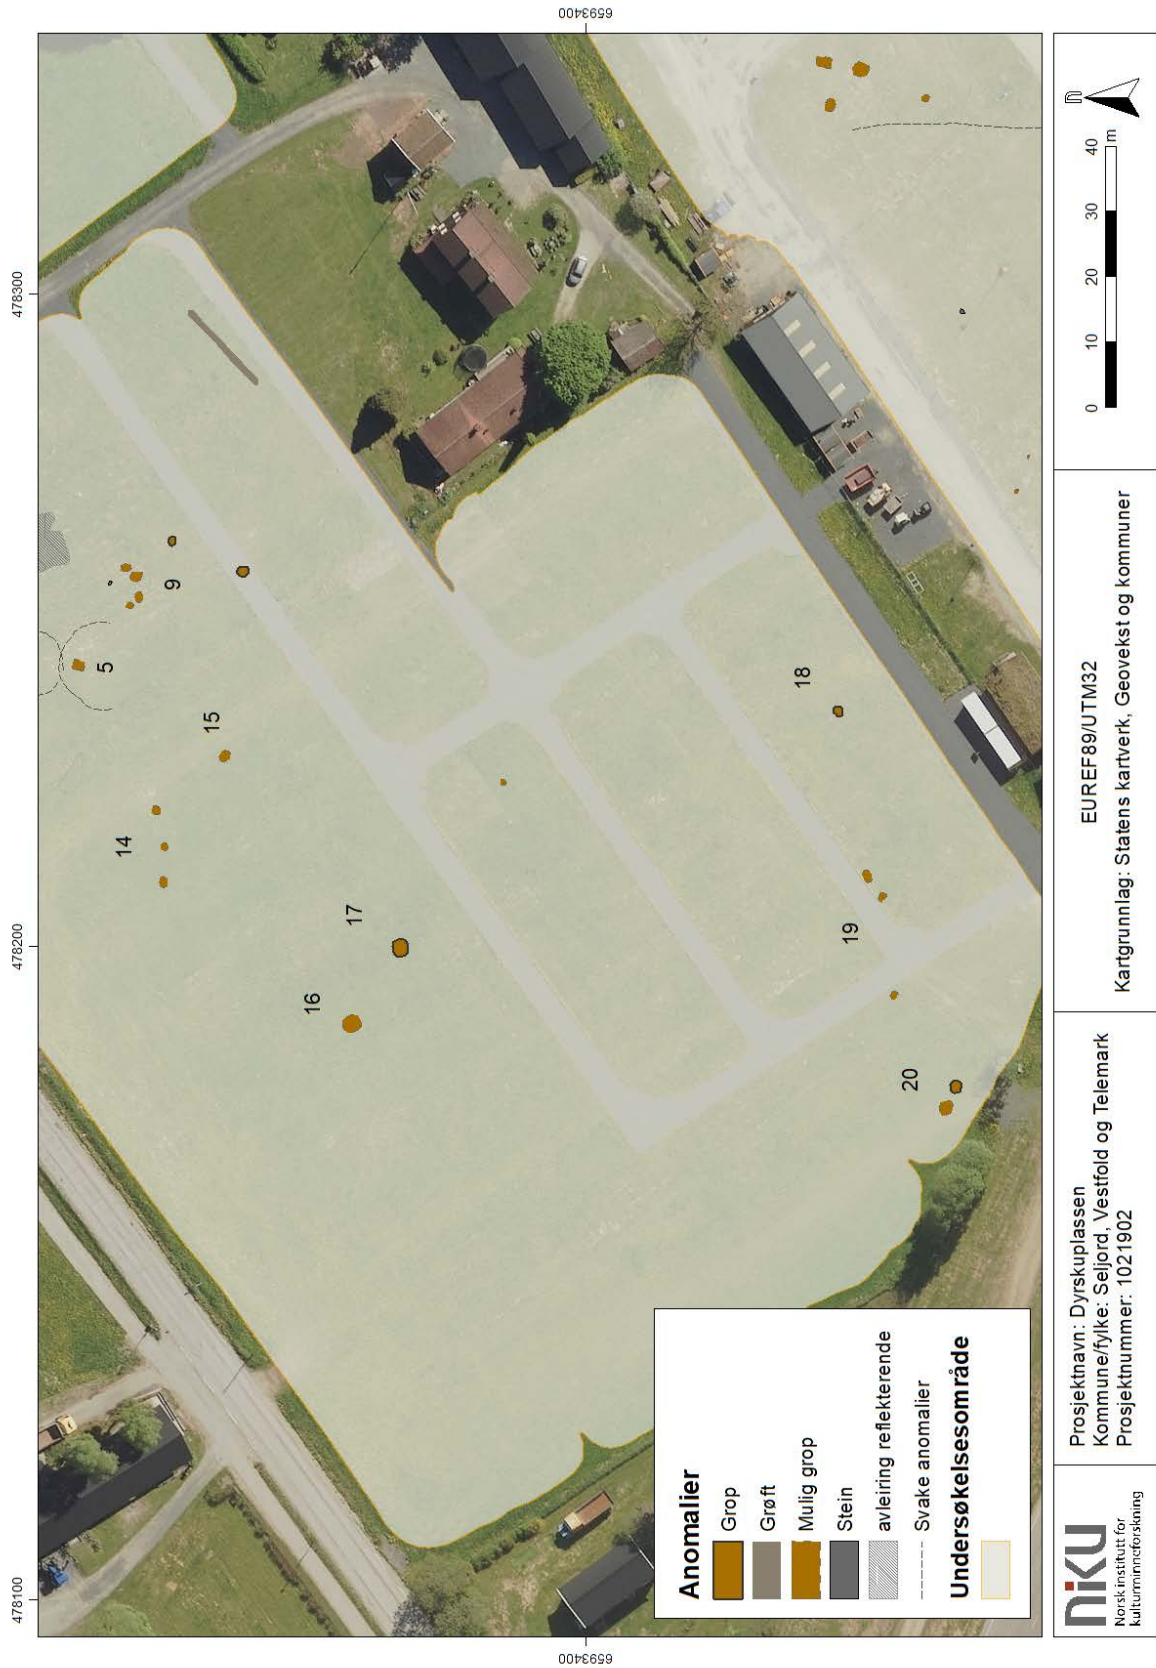 478100
478200
478300
6593400
6593400
5
9
14
15
16
17
18
19
20
Anomalier
Grop
Grøft
Mulig grop
Stein
avleiring reflekterende
Svake anomalier
Undersøkelsesområde
niku
Norsk institutt for
kulturminneforskning
Prosjektnavn: Dyrskuplassen
Kommune/fylke: Seljord, Vestfold og Telemark
Prosjektnummer: 1021902
EUREF89/UTM32
Kartgrunnlag: Statens kartverk, Geovekst og kommuner
0 10 20 30 40
m
n